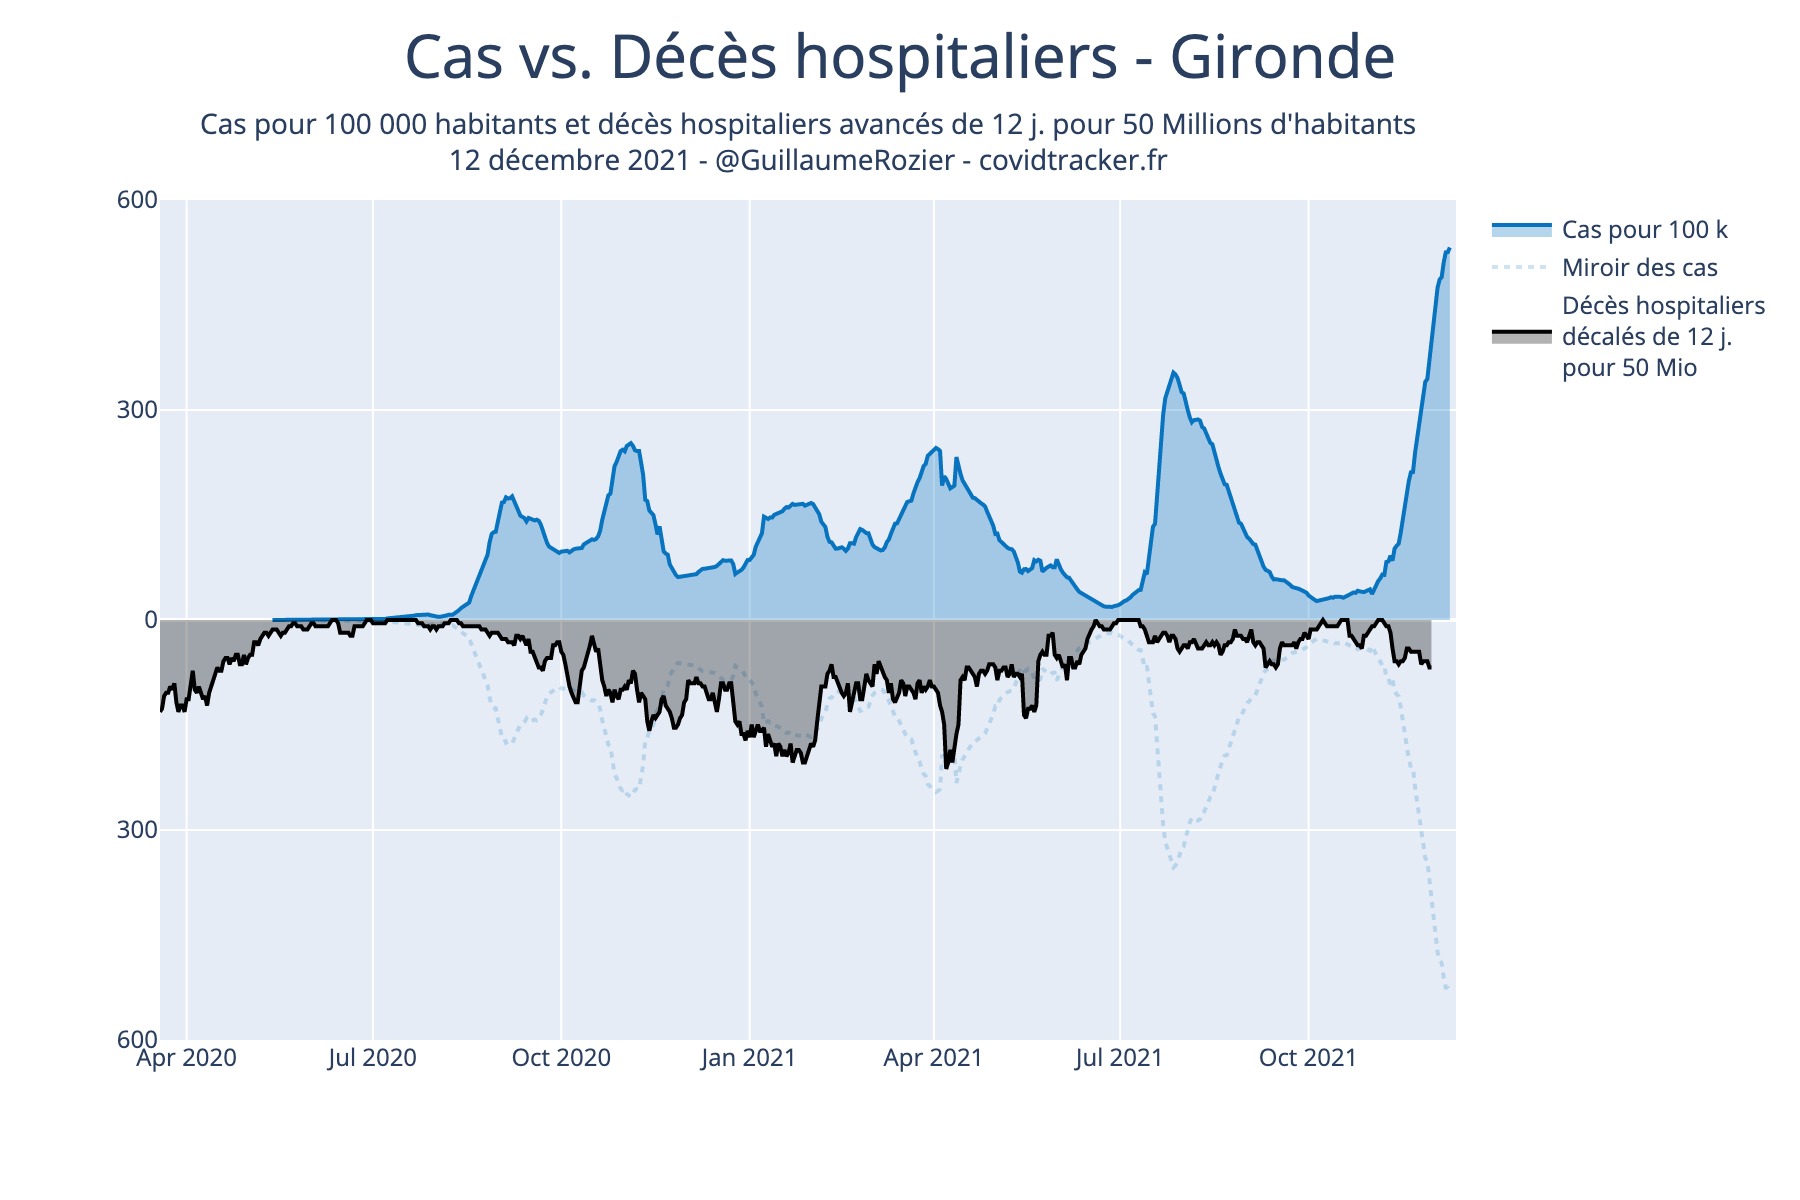 Cas vs. Décès hospitaliers - Gironde
Cas pour 100 000 habitants et décès hospitaliers avancés de 12 j. pour 50 Millions d'habitants
12 décembre 2021 - @GuillaumeRozier - covidtracker.fr
600
300
0
300
600
Apr 2020
Jul 2020
Oct 2020
Jan 2021
Apr 2021
Jul 2021
Oct 2021
Cas pour 100 k
Miroir des cas
Décès hospitaliers
décalés de 12 j.
pour 50 Mio